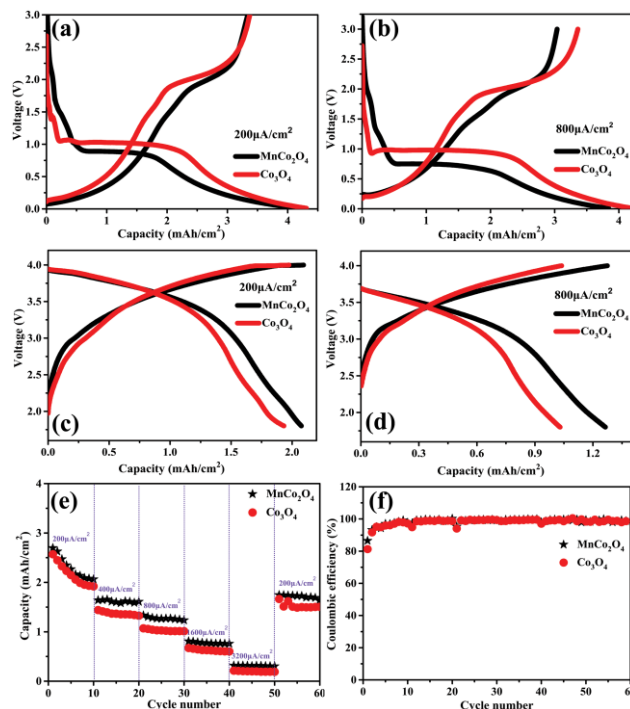 (a)
Voltage (V)
3.0
2.5
2.0
1.5
1.0
0.5
0.0
200μA/cm²
MnCo₂O₄
Co₃O₄
0 1 2 3 4
Capacity (mAh/cm²)
(b)
Voltage (V)
3.0
2.5
2.0
1.5
1.0
0.5
0.0
800μA/cm²
MnCo₂O₄
Co₃O₄
0 1 2 3 4
Capacity (mAh/cm²)
(c)
Voltage (V)
4.0
3.5
3.0
2.5
2.0
200μA/cm²
MnCo₂O₄
Co₃O₄
0.0 0.5 1.0 1.5 2.0
Capacity (mAh/cm²)
(d)
Voltage (V)
4.0
3.5
3.0
2.5
2.0
800μA/cm²
MnCo₂O₄
Co₃O₄
0.0 0.3 0.6 0.9 1.2
Capacity (mAh/cm²)
(e)
Capacity (mAh/cm²)
4
3
2
1
0
MnCo₂O₄
Co₃O₄
200μA/cm²
400μA/cm²
800μA/cm²
1600μA/cm²
3200μA/cm²
200μA/cm²
0 10 20 30 40 50 60
Cycle number
(f)
Coulombic efficiency (%)
120
100
80
60
40
20
0
MnCo₂O₄
Co₃O₄
0 10 20 30 40 50 60
Cycle number